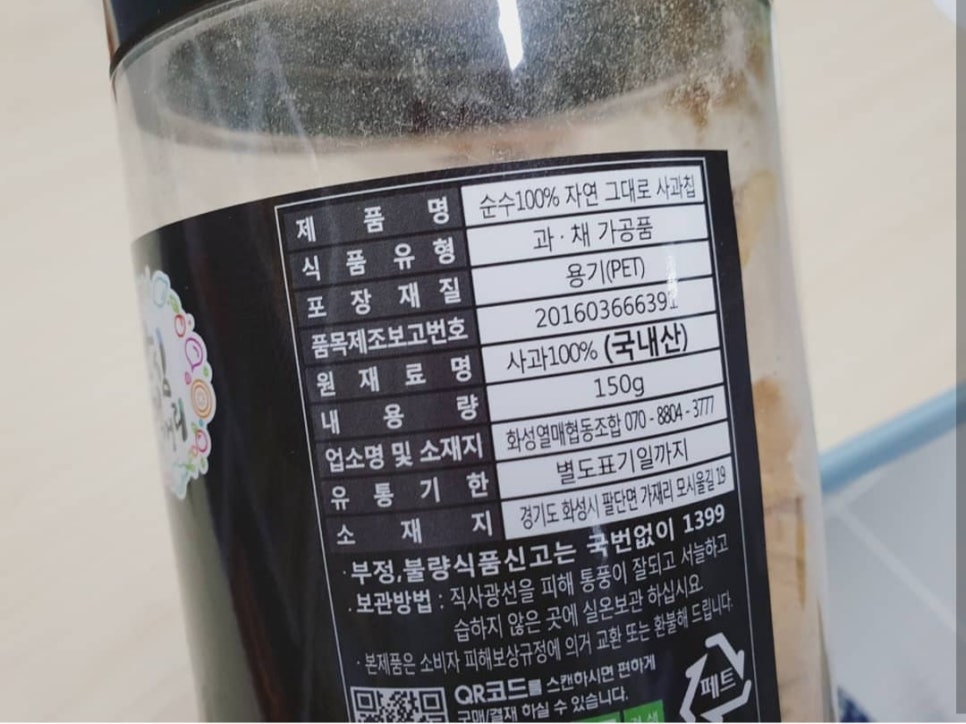 제품명 순수100% 자연 그대로 사과칩
식품유형 과·채 가공품
포장재질 용기(PET)
품목제조보고번호 201603666391
원재료명 사과100% (국내산)
내용량 150g
업소명 및 소재지 화성열매협동조합 070 - 8804 - 3777
유통기한 별도표기일까지
소재지 경기도 화성시 팔단면 가재리 모시울길 19
·부정,불량식품신고는 국번없이 1399
·보관방법 : 직사광선을 피해 통풍이 잘되고 서늘하고
습하지 않은 곳에 실온보관 하십시요.
·본제품은 소비자 피해보상규정에 의거 교환 또는 환불해 드립니다.
QR코드를 스캔하시면 편하게
구매/결재 하실 수 있습니다.
페트